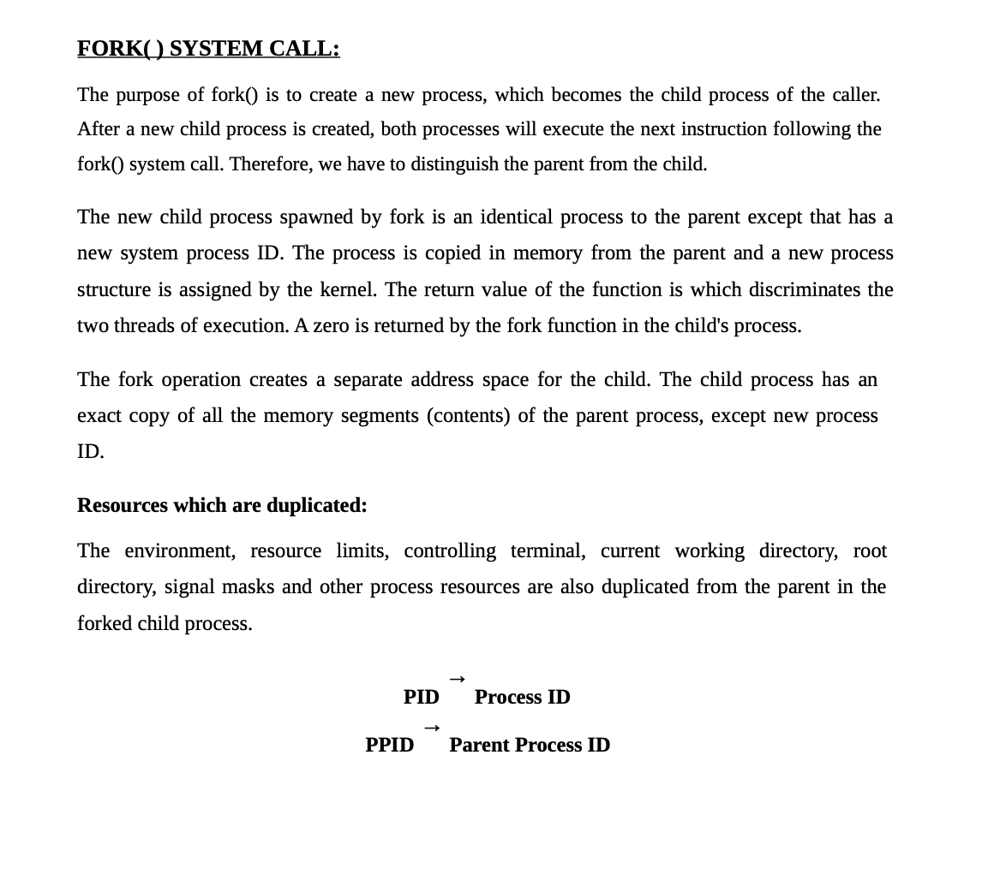 FORK( ) SYSTEM CALL:
The purpose of fork() is to create a new process, which becomes the child process of the caller.
After a new child process is created, both processes will execute the next instruction following the
fork() system call. Therefore, we have to distinguish the parent from the child.
The new child process spawned by fork is an identical process to the parent except that has a
new system process ID. The process is copied in memory from the parent and a new process
structure is assigned by the kernel. The return value of the function is which discriminates the
two threads of execution. A zero is returned by the fork function in the child's process.
The fork operation creates a separate address space for the child. The child process has an
exact copy of all the memory segments (contents) of the parent process, except new process
ID.
Resources which are duplicated:
The environment, resource limits, controlling terminal, current working directory, root
directory, signal masks and other process resources are also duplicated from the parent in the
forked child process.
PID → Process ID
PPID → Parent Process ID